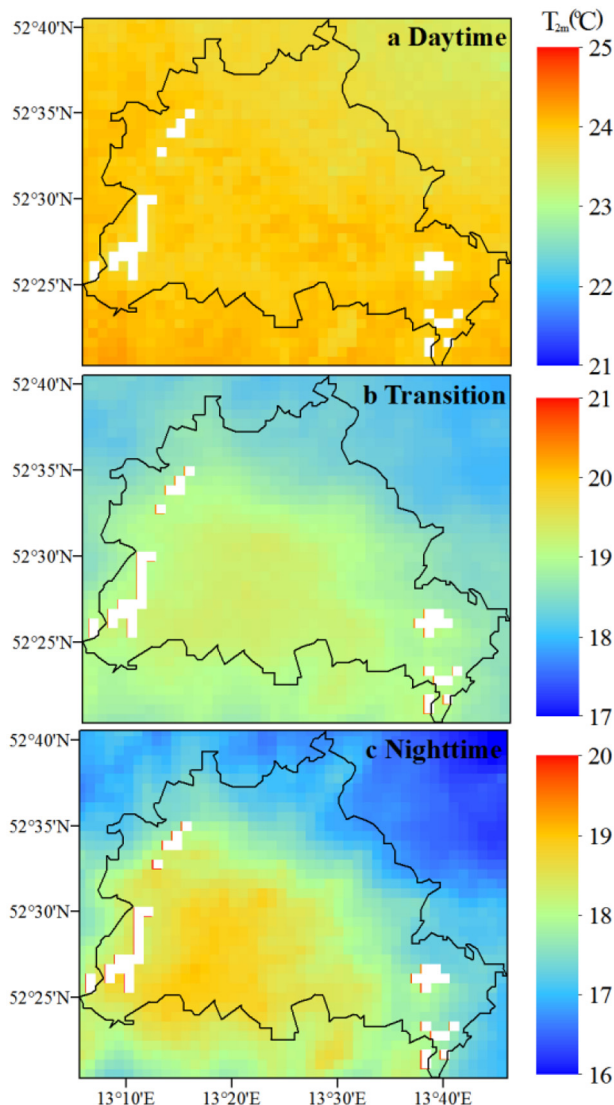 T2m(ºC)
a Daytime
52°40'N
52°35'N
52°30'N
52°25'N
25
24
23
22
21
b Transition
52°40'N
52°35'N
52°30'N
52°25'N
21
20
19
18
17
c Nighttime
52°40'N
52°35'N
52°30'N
52°25'N
20
19
18
17
16
13°10'E 13°20'E 13°30'E 13°40'E